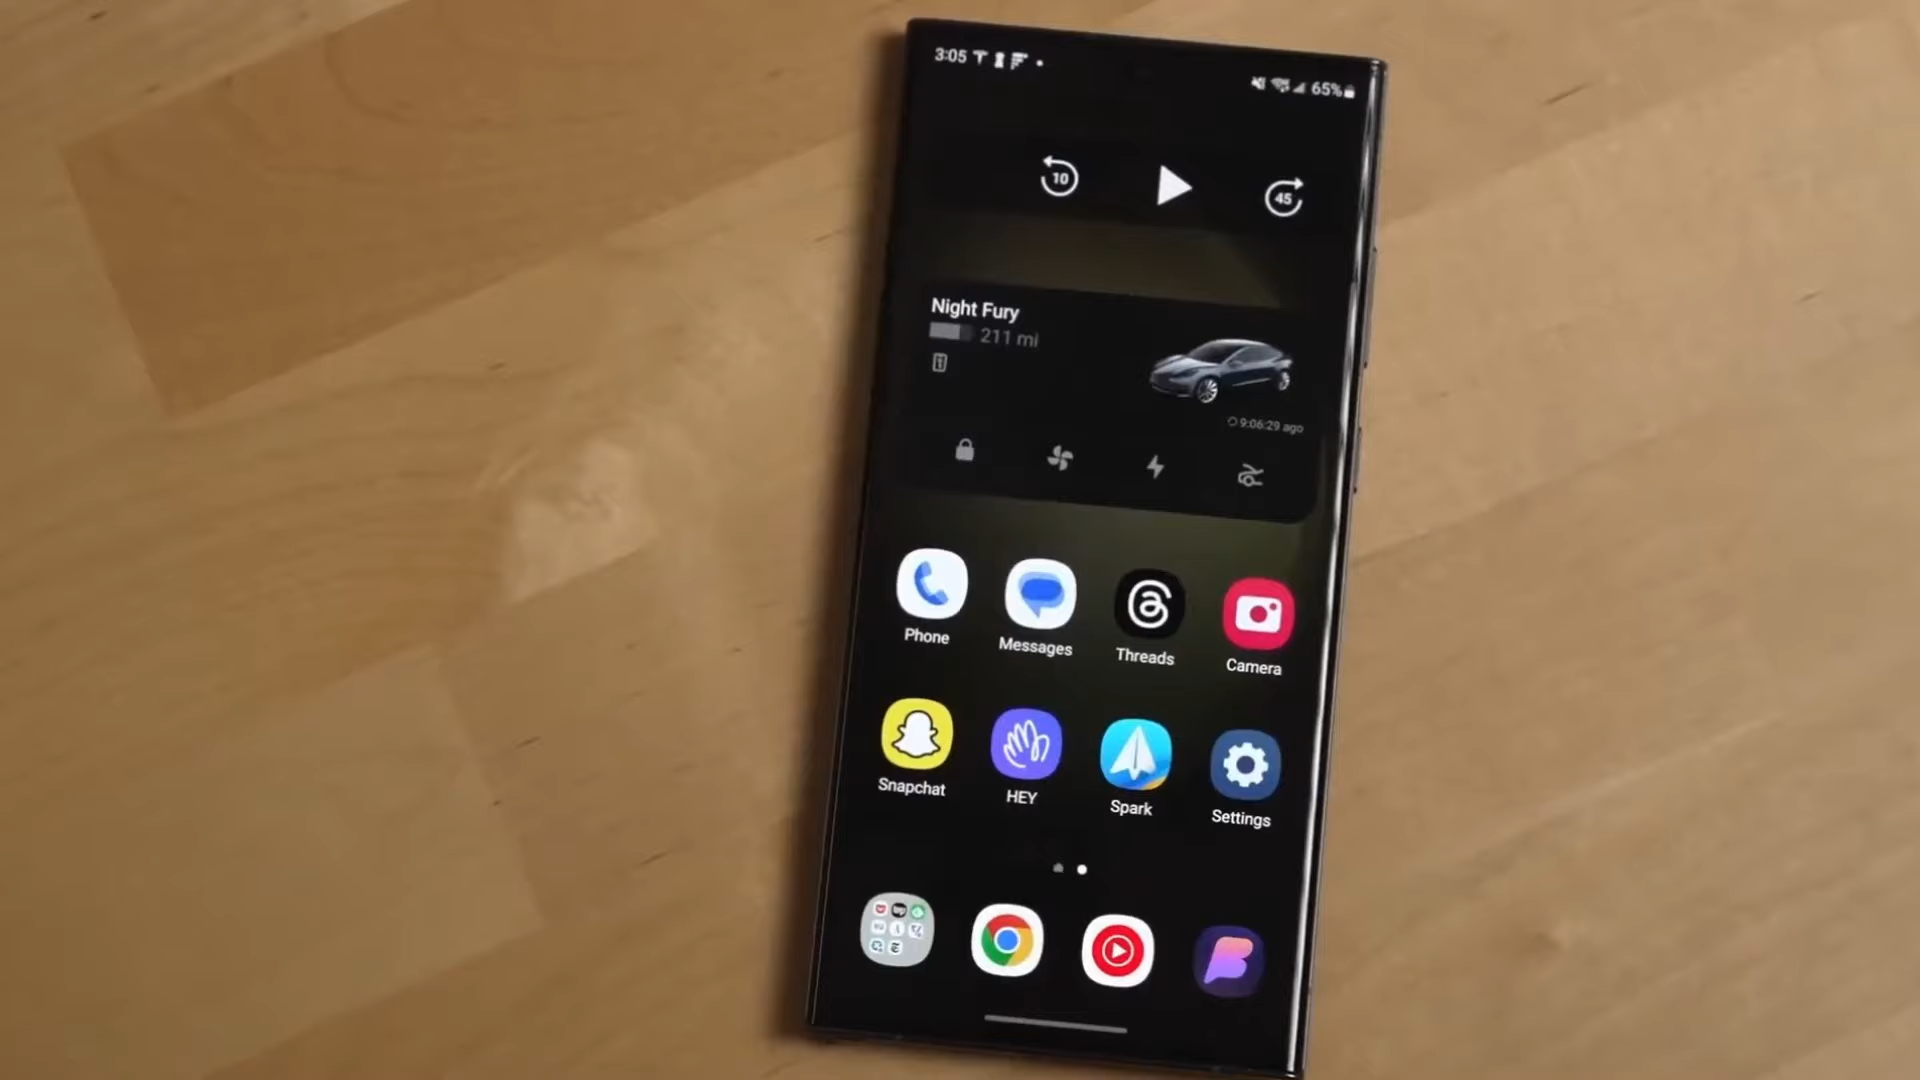 3:05
65%
10
45
Night Fury
211 mi
9:06:29 ago
Phone
Messages
Threads
Camera
Snapchat
HEY
Spark
Settings